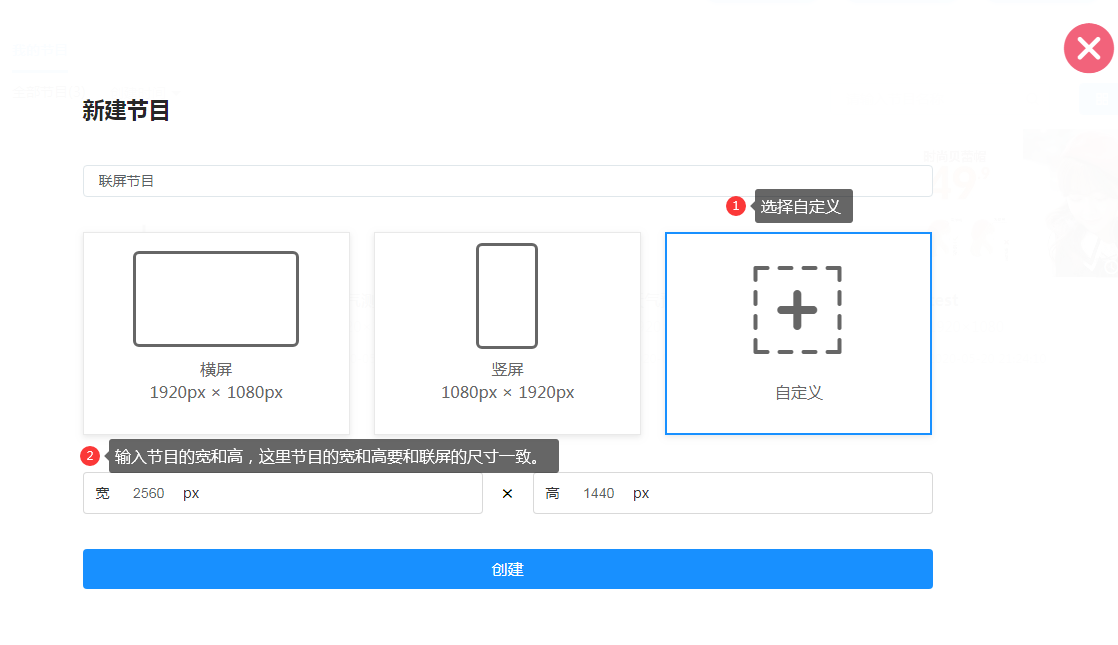 新建节目
联屏节目
1 选择自定义
横屏
1920px × 1080px
竖屏
1080px × 1920px
自定义
2 输入节目的宽和高，这里节目的宽和高要和联屏的尺寸一致。
宽 2560 px × 高 1440 px
创建